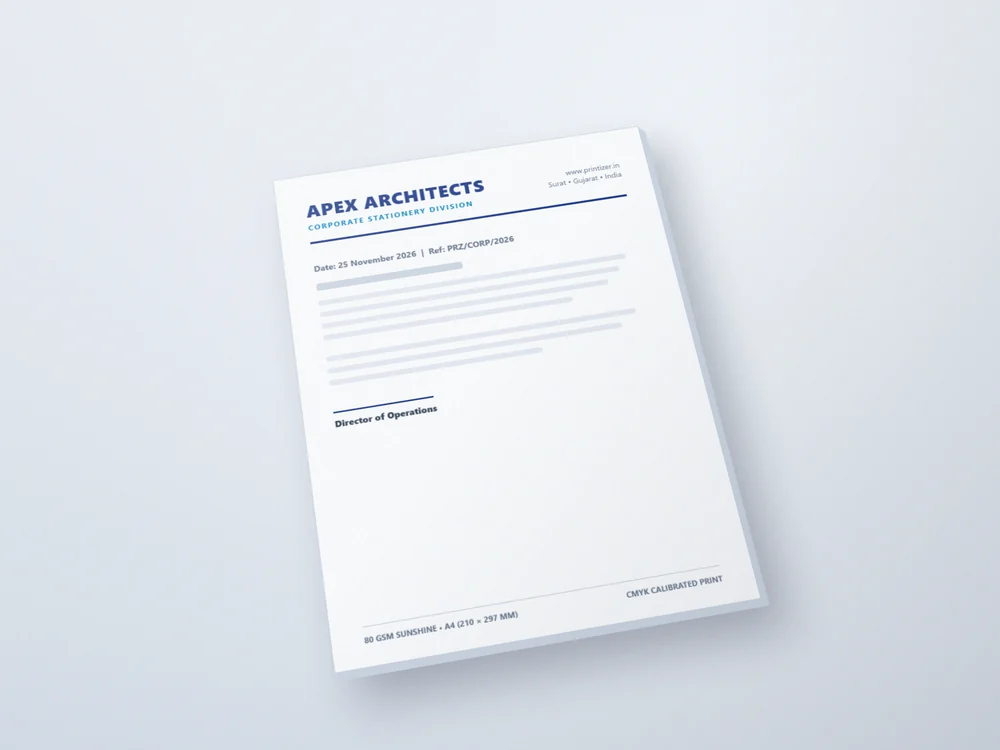 APEX ARCHITECTS
CORPORATE STATIONERY DIVISION
www.printizer.in
Surat • Gujarat • India
Date: 25 November 2026 | Ref: PRZ/CORP/2026
Director of Operations
80 GSM SUNSHINE • A4 (210 × 297 MM)
CMYK CALIBRATED PRINT